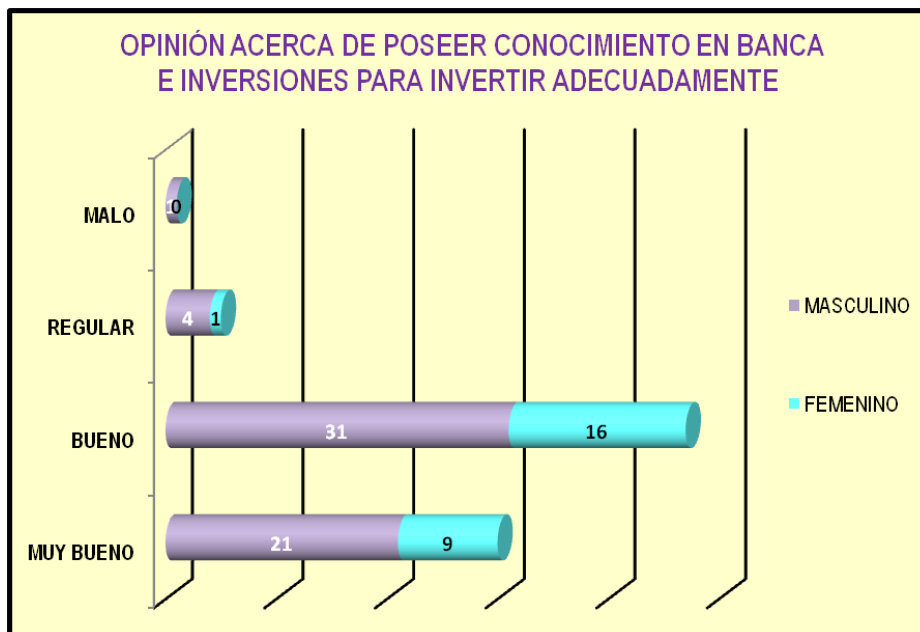 OPINIÓN ACERCA DE POSEER CONOCIMIENTO EN BANCA
E INVERSIONES PARA INVERTIR ADECUADAMENTE
MALO
0
REGULAR
4 1
MASCULINO
FEMENINO
BUENO
31 16
MUY BUENO
21 9